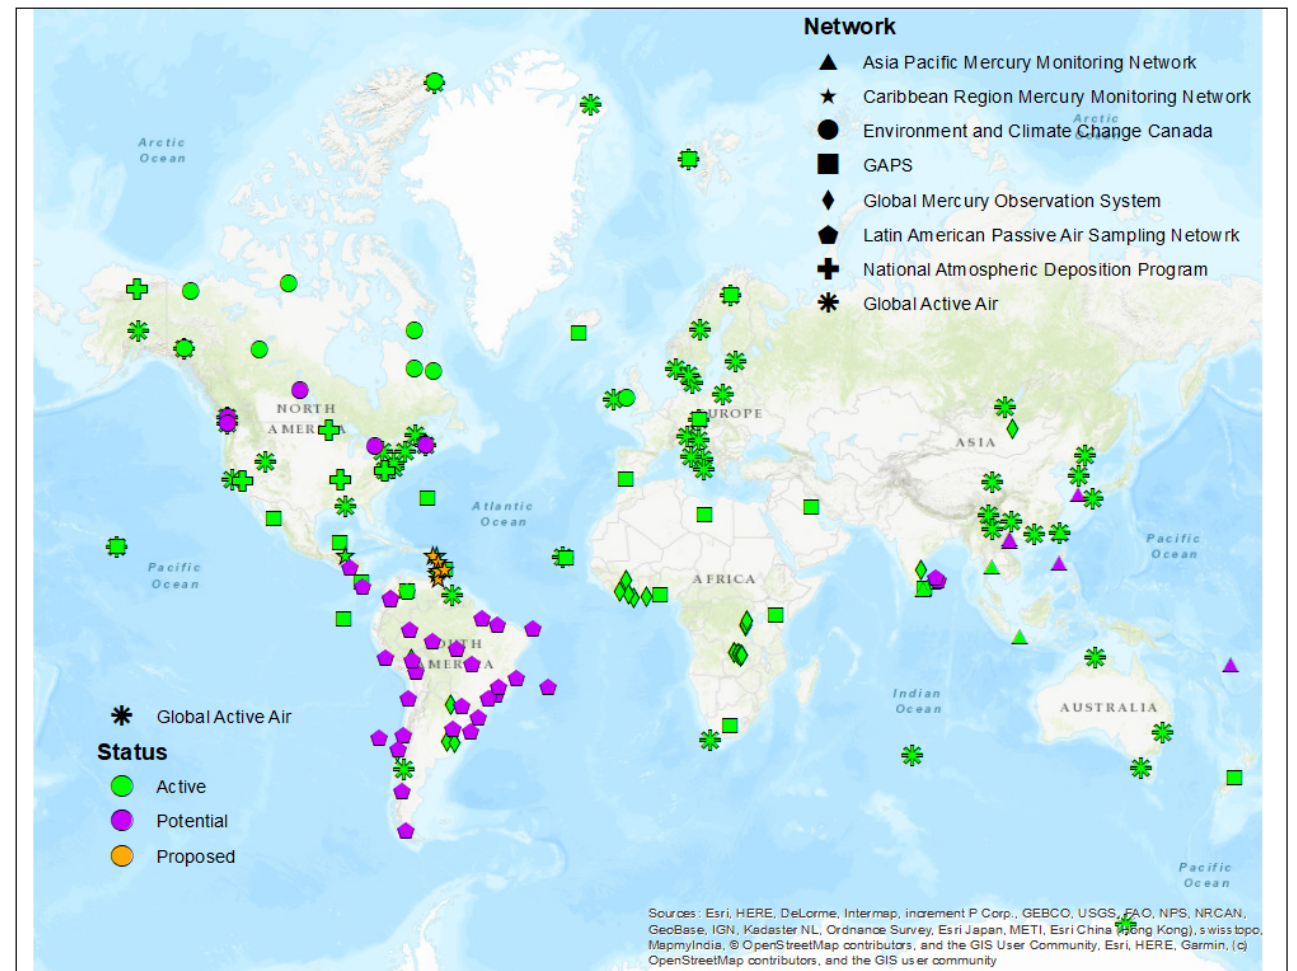 Network
Asia Pacific Mercury Monitoring Network
Caribbean Region Mercury Monitoring Network
Environment and Climate Change Canada
GAPS
Global Mercury Observation System
Latin American Passive Air Sampling Netowrk
National Atmospheric Deposition Program
Global Active Air
Arctic
Ocean
Arctic
Ocean
NORTH
AMERICA
EUROPE
ASIA
Atlantic
Ocean
Pacific
Ocean
Pacific
Ocean
AFRICA
SOUTH
AMERICA
Indian
Ocean
AUSTRALIA
Global Active Air
Status
Active
Potential
Proposed
Pacific
Ocean
Sources: Esri, HERE, DeLorme, Intermap, increment P Corp., GEBCO, USGS, FAO, NPS, NRCAN,
GeoBase, IGN, Kadaster NL, Ordnance Survey, Esri Japan, METI, Esri China (Hong Kong), swisstopo,
MapmyIndia, © OpenStreetMap contributors, and the GIS User Community, Esri, HERE, Garmin, (c)
OpenStreetMap contributors, and the GIS user community